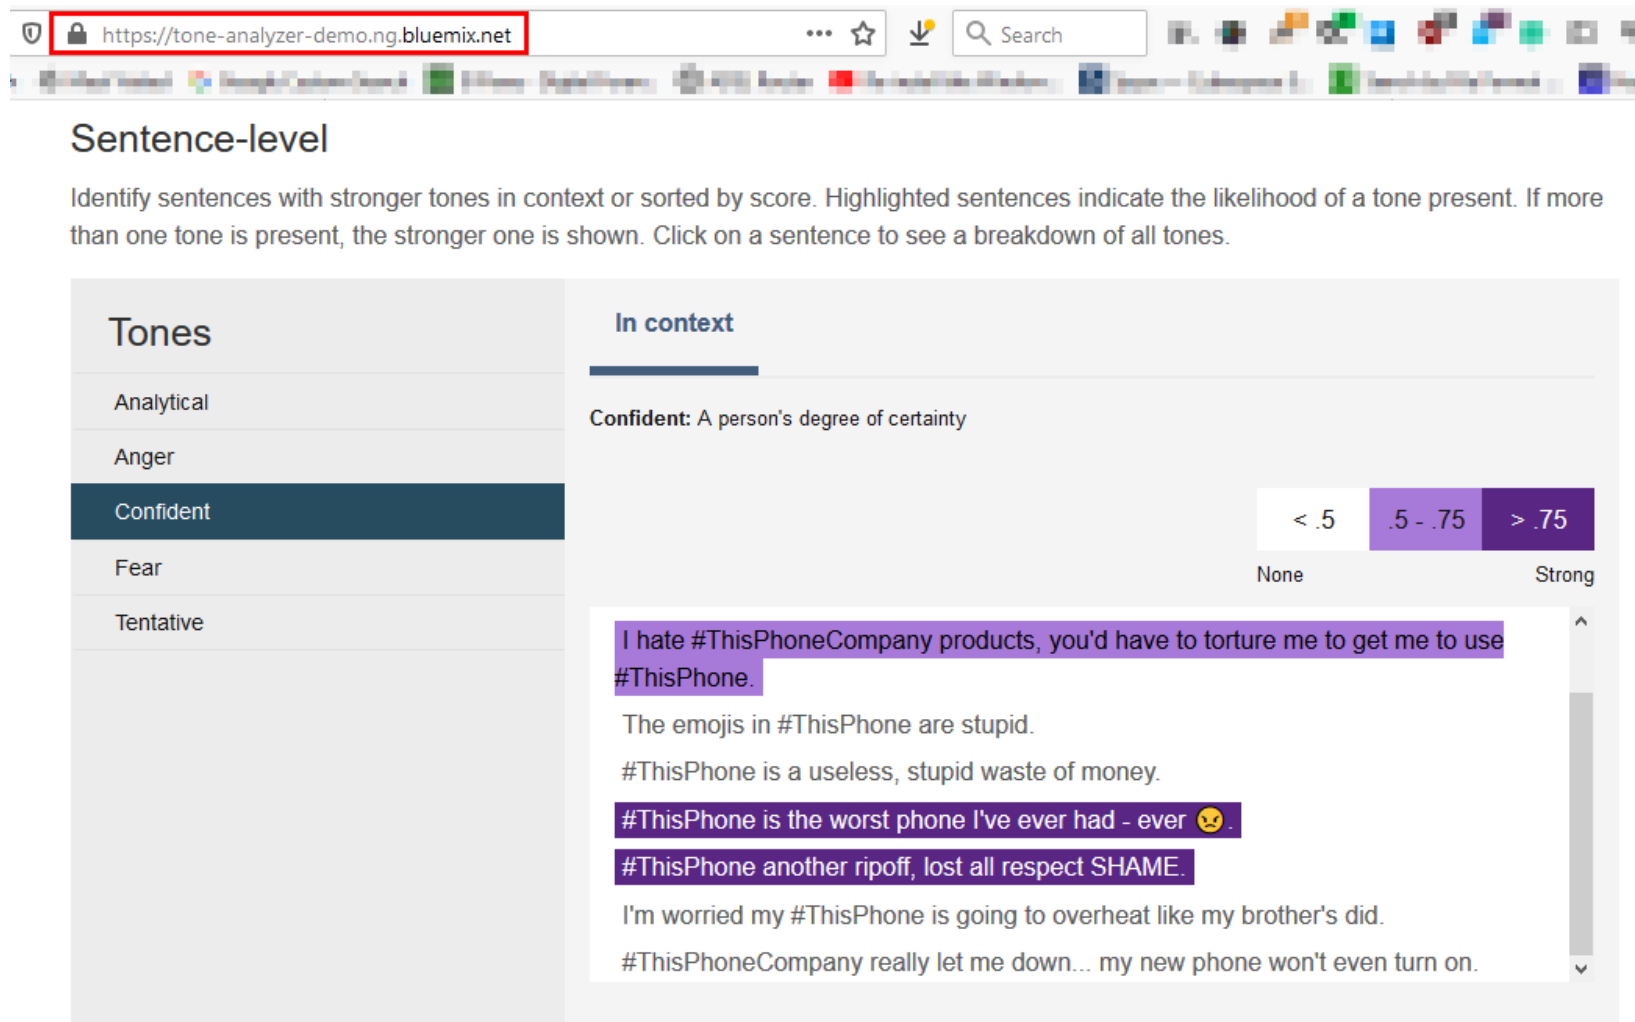 https://tone-analyzer-demo.ng.bluemix.net
Search
Sentence-level
Identify sentences with stronger tones in context or sorted by score. Highlighted sentences indicate the likelihood of a tone present. If more
than one tone is present, the stronger one is shown. Click on a sentence to see a breakdown of all tones.
Tones
Analytical
Anger
Confident
Fear
Tentative
In context
Confident: A person's degree of certainty
< .5 .5 - .75 > .75
None Strong
I hate #ThisPhoneCompany products, you'd have to torture me to get me to use
#ThisPhone.
The emojis in #ThisPhone are stupid.
#ThisPhone is a useless, stupid waste of money.
#ThisPhone is the worst phone I've ever had - ever 😠.
#ThisPhone another ripoff, lost all respect SHAME.
I'm worried my #ThisPhone is going to overheat like my brother's did.
#ThisPhoneCompany really let me down... my new phone won't even turn on.